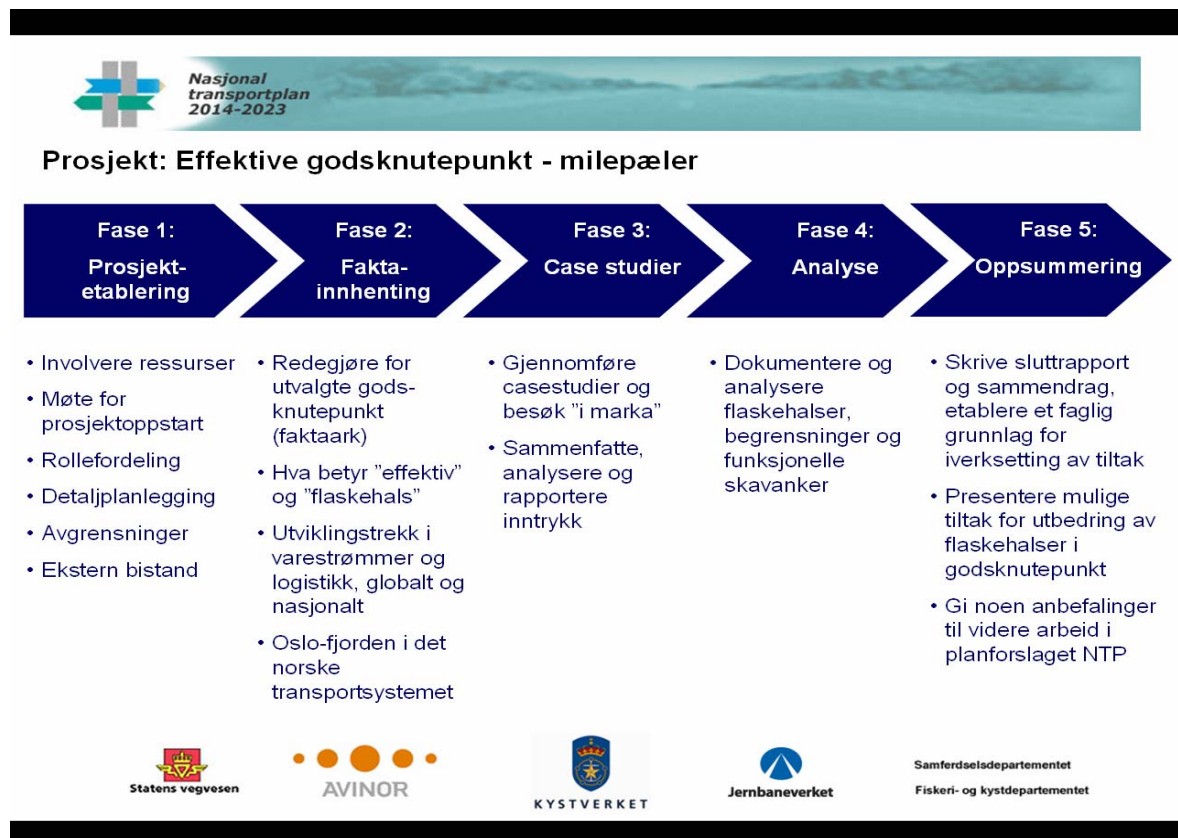 Nasjonal
transportplan
2014-2023
Prosjekt: Effektive godsknutepunkt - milepæler
Fase 1:
Prosjekt-
etablering
Fase 2:
Fakta-
innhenting
Fase 3:
Case studier
Fase 4:
Analyse
Fase 5:
Oppsummering
• Involvere ressurser
• Møte for
prosjektoppstart
• Rollefordeling
• Detaljplanlegging
• Avgrensninger
• Ekstern bistand
• Redegjøre for
utvalgte gods-
knutepunkt
(faktaark)
• Hva betyr ”effektiv”
og ”flaskehals”
• Utviklingstrekk i
varestrømmer og
logistikk, globalt og
nasjonalt
• Oslo-fjorden i det
norske
transportsystemet
• Gjennomføre
casestudier og
besøk ”i marka”
• Sammenfatte,
analysere og
rapportere
inntrykk
• Dokumentere og
analysere
flaskehalser,
begrensninger og
funksjonelle
skavanker
• Skrive sluttrapport
og sammendrag,
etablere et faglig
grunnlag for
iverksetting av tiltak
• Presentere mulige
tiltak for utbedring av
flaskehalser i
godsknutepunkt
• Gi noen anbefalinger
til videre arbeid i
planforslaget NTP
Statens vegvesen
AVINOR
KYSTVERKET
Jernbaneverket
Samferdselsdepartementet
Fiskeri- og kystdepartementet